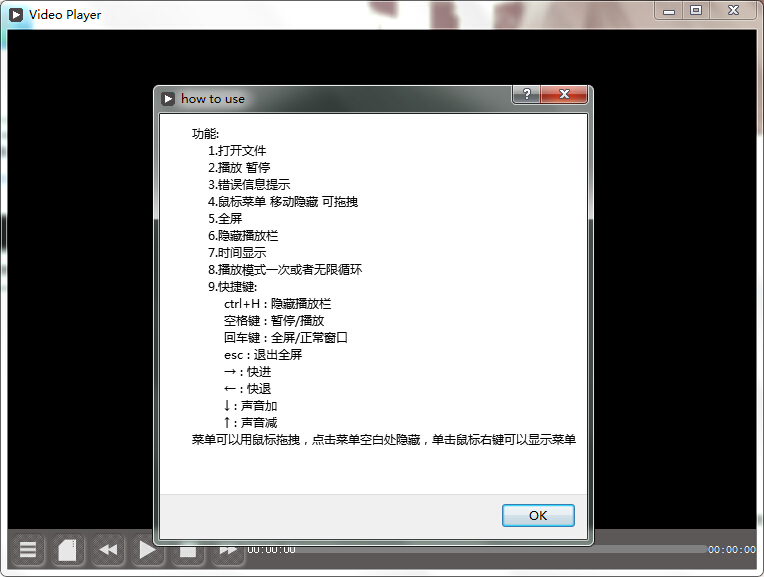 Video Player
how to use
功能:
1.打开文件
2.播放 暂停
3.错误信息提示
4.鼠标菜单 移动隐藏 可拖拽
5.全屏
6.隐藏播放栏
7.时间显示
8.播放模式一次或者无限循环
9.快捷键:
ctrl+H : 隐藏播放栏
空格键 : 暂停/播放
回车键 : 全屏/正常窗口
esc : 退出全屏
→ : 快进
← : 快退
↓ : 声音加
↑ : 声音减
菜单可以用鼠标拖拽，点击菜单空白处隐藏，单击鼠标右键可以显示菜单
OK
00:00:00
00:00:00